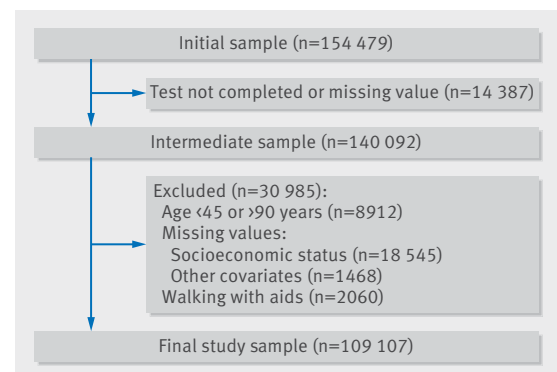 Initial sample (n=154 479)
Test not completed or missing value (n=14 387)
Intermediate sample (n=140 092)
Excluded (n=30 985):
Age <45 or >90 years (n=8912)
Missing values:
Socioeconomic status (n=18 545)
Other covariates (n=1468)
Walking with aids (n=2060)
Final study sample (n=109 107)